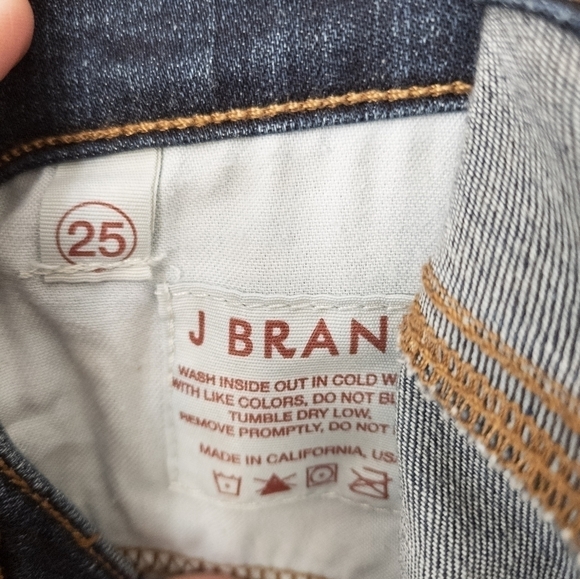 25
J BRAN
WASH INSIDE OUT IN COLD W
WITH LIKE COLORS, DO NOT BL
TUMBLE DRY LOW,
REMOVE PROMPTLY, DO NOT
MADE IN CALIFORNIA, US